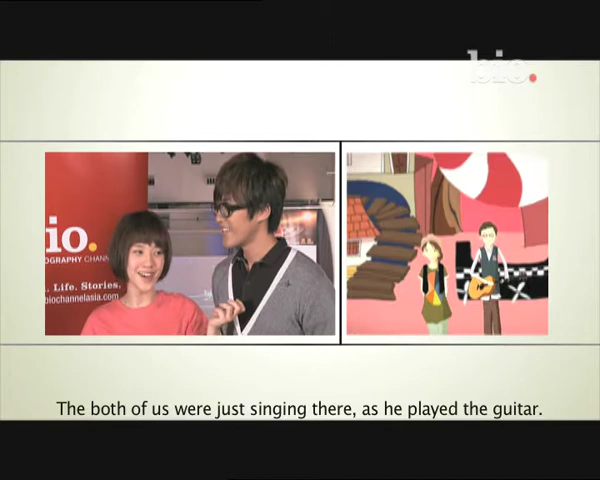 bio.
io.
OGRAPHY CHANN
. Life. Stories.
biochannelasia.com
The both of us were just singing there, as he played the guitar.